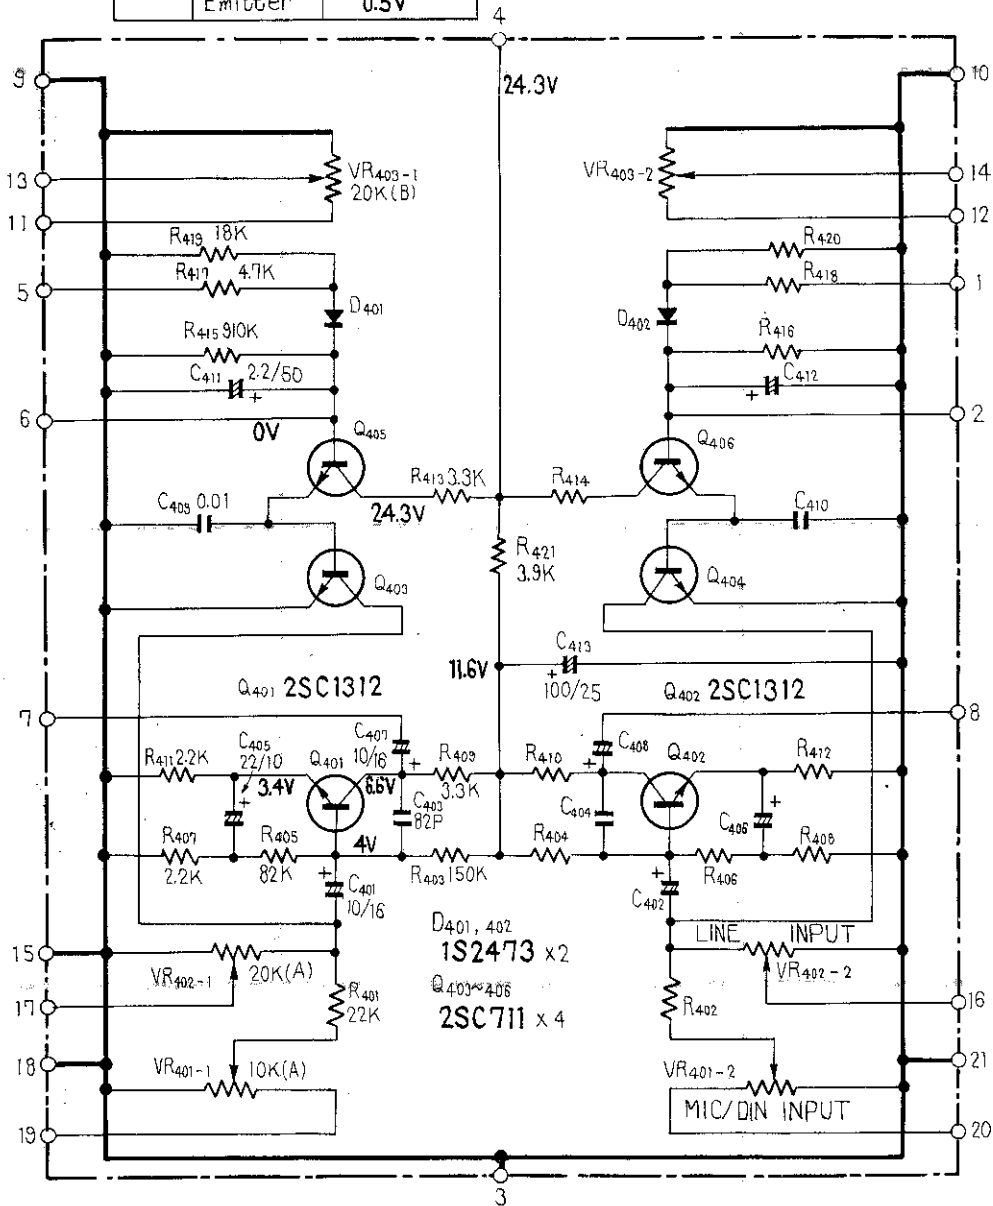 Emitter 0.5V
4
9
24.3V
10
13
VR403-1
20K(B)
VR403-2
14
11
12
R419 18K
R420
R417 4.7K
5
R418
1
D401
D402
R415 910K
R416
C411 2.2/50
+
C412
+
6
0V
2
Q405
Q406
R413 3.3K
R414
C409 0.01
24.3V
C410
R421
3.9K
Q403
Q404
C413
11.6V
+
100/25
Q401 2SC1312
Q402 2SC1312
7
8
R411 2.2K
C405
22/10
Q401
C407
10/16
+
R409
3.3K
R410
C408
+
Q402
R412
3.4V
6.6V
+
C403
82P
C404
C406
+
R407
2.2K
R405
82K
4V
R403 150K
R404
R406
R408
+
C401
10/16
+
C402
D401, 402
1S2473 x2
LINE INPUT
15
VR402-1
20K(A)
VR402-2
Q403~406
2SC711 x 4
17
R401
22K
R402
16
18
VR401-1
10K(A)
VR401-2
21
MIC/DIN INPUT
19
20
3